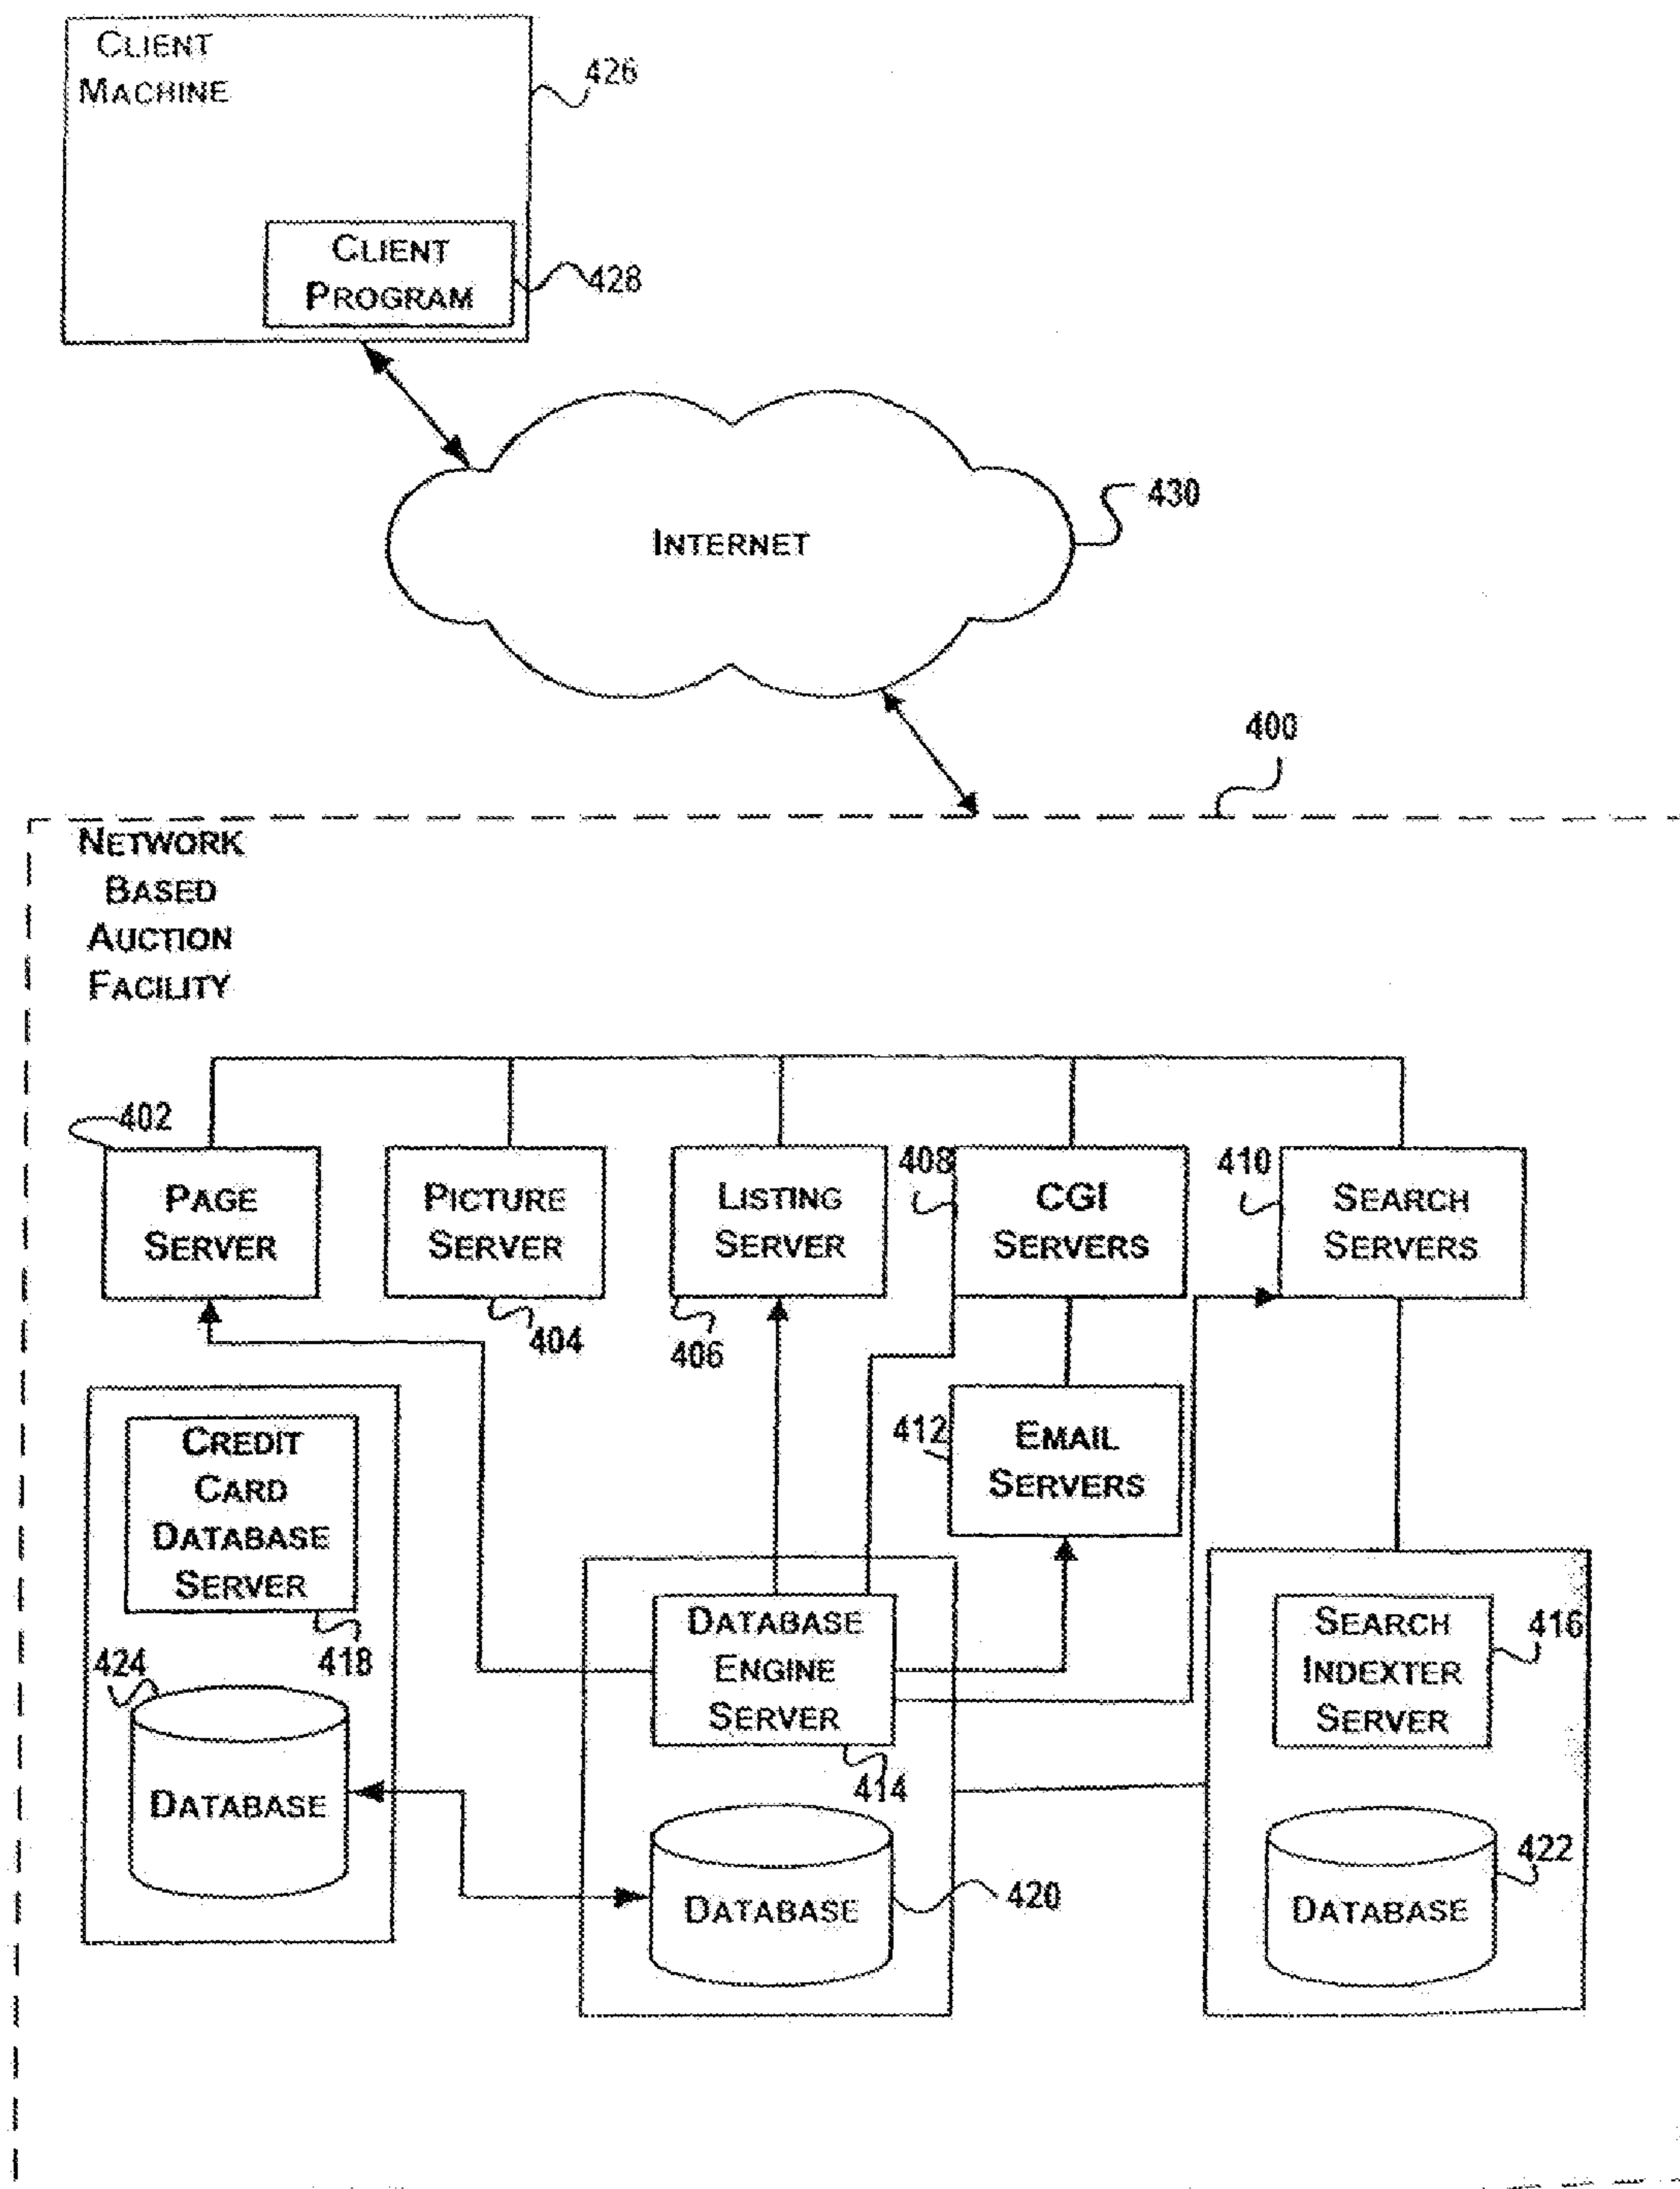 CLIENT
MACHINE
426
CLIENT
PROGRAM
428
INTERNET
430
400
NETWORK
BASED
AUCTION
FACILITY
402
PAGE
SERVER
PICTURE
SERVER
404
LISTING
SERVER
406
408
CGI
SERVERS
410
SEARCH
SERVERS
412
EMAIL
SERVERS
CREDIT
CARD
DATABASE
SERVER
418
424
DATABASE
DATABASE
ENGINE
SERVER
414
DATABASE
420
SEARCH
INDEXTER
SERVER
416
DATABASE
422